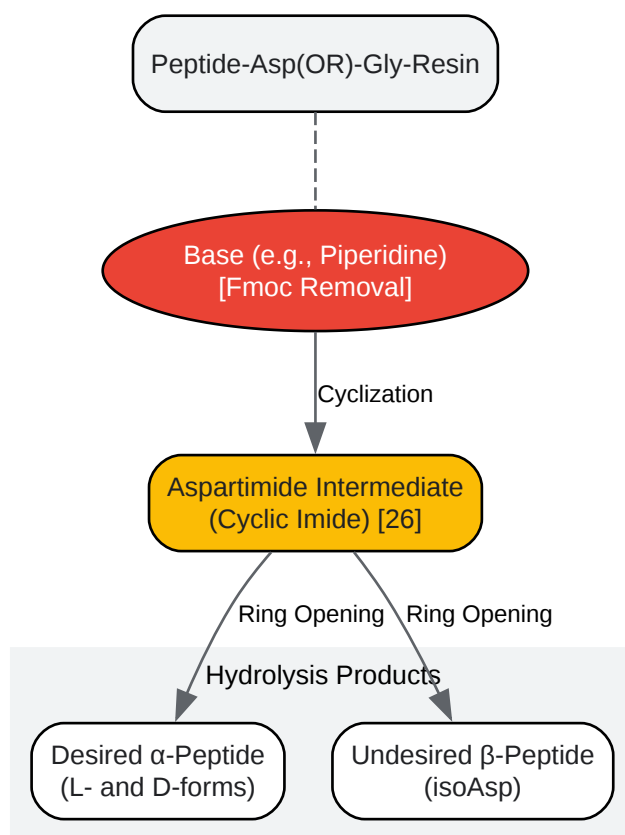 Peptide-Asp(OR)-Gly-Resin
Base (e.g., Piperidine)
[Fmoc Removal]
Cyclization
Aspartimide Intermediate
(Cyclic Imide) [26]
Ring Opening
Ring Opening
Hydrolysis Products
Desired α-Peptide
(L- and D-forms)
Undesired β-Peptide
(isoAsp)